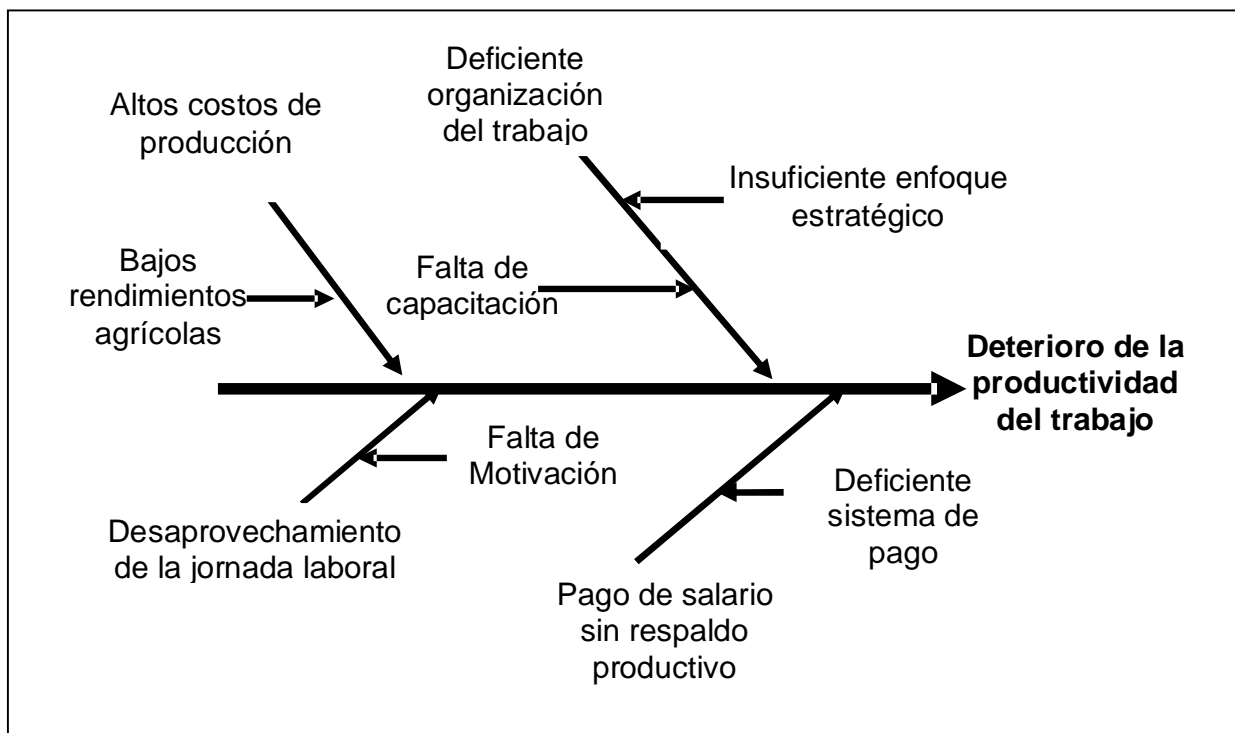 Deficiente
organización
del trabajo
Altos costos de
producción
Insuficiente enfoque
estratégico
Bajos
rendimientos
agrícolas
Falta de
capacitación
Deterioro de la
productividad
del trabajo
Falta de
Motivación
Deficiente
sistema de
pago
Desaprovechamiento
de la jornada laboral
Pago de salario
sin respaldo
productivo